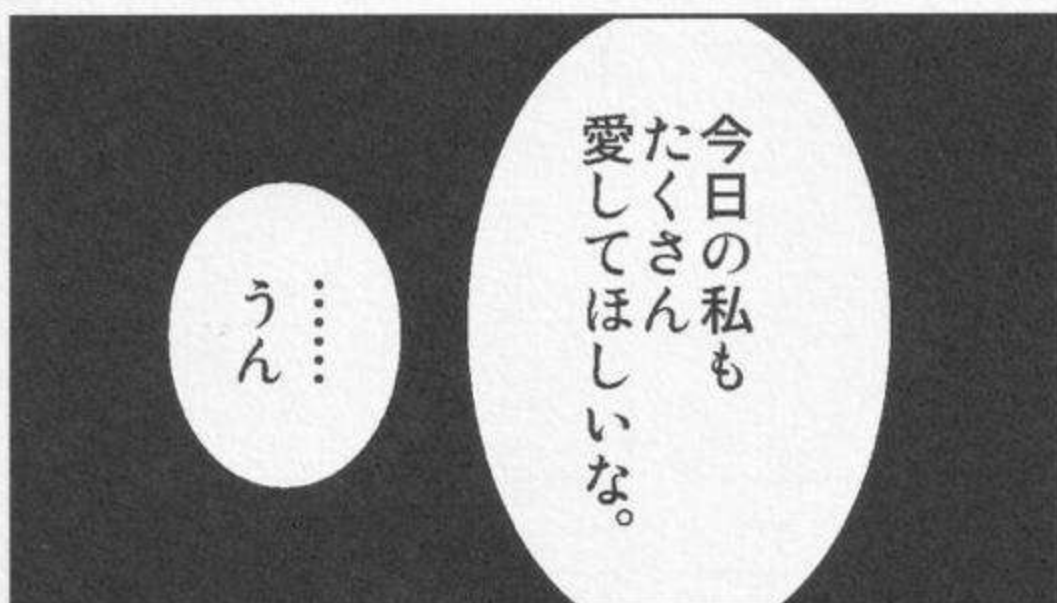 今日の私も
たくさん
愛してほしいな。
……
うん